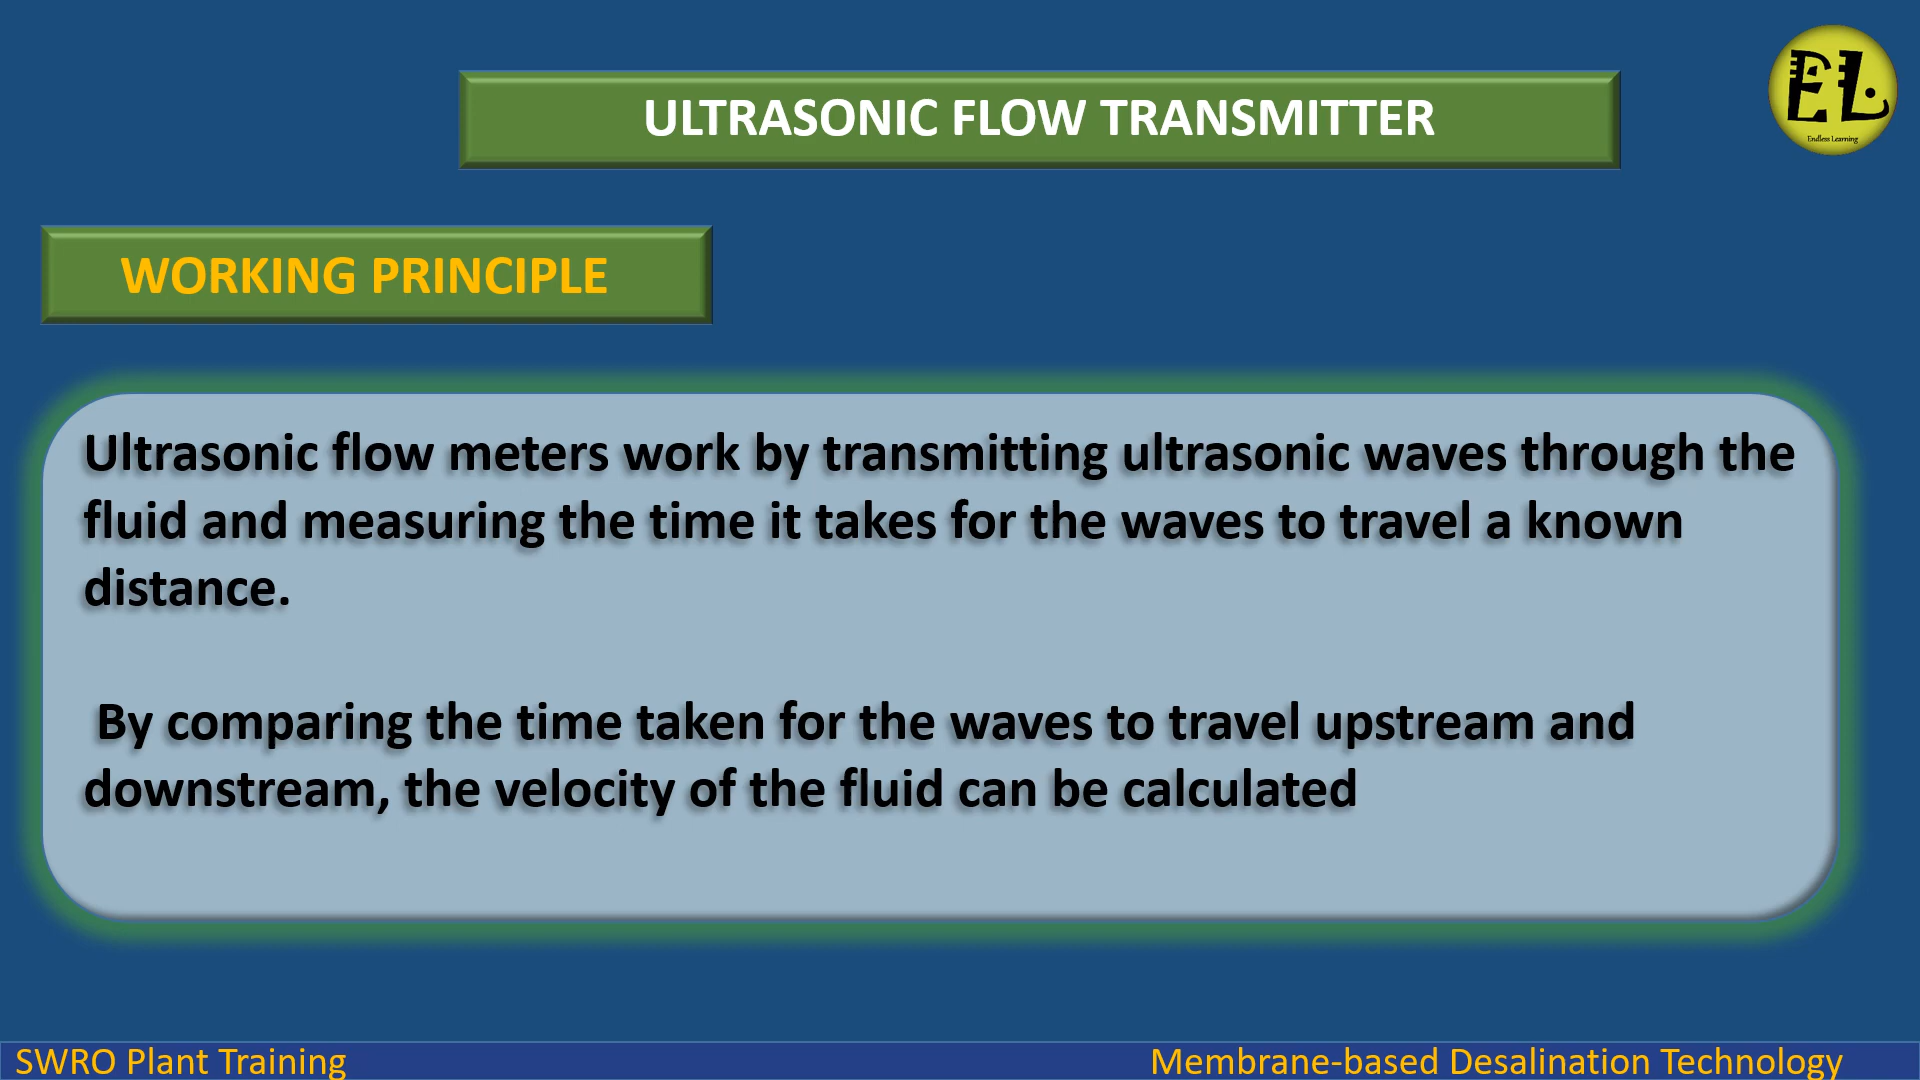 ULTRASONIC FLOW TRANSMITTER
EL
Endless Learning
WORKING PRINCIPLE
Ultrasonic flow meters work by transmitting ultrasonic waves through the
fluid and measuring the time it takes for the waves to travel a known
distance.
By comparing the time taken for the waves to travel upstream and
downstream, the velocity of the fluid can be calculated
SWRO Plant Training
Membrane-based Desalination Technology